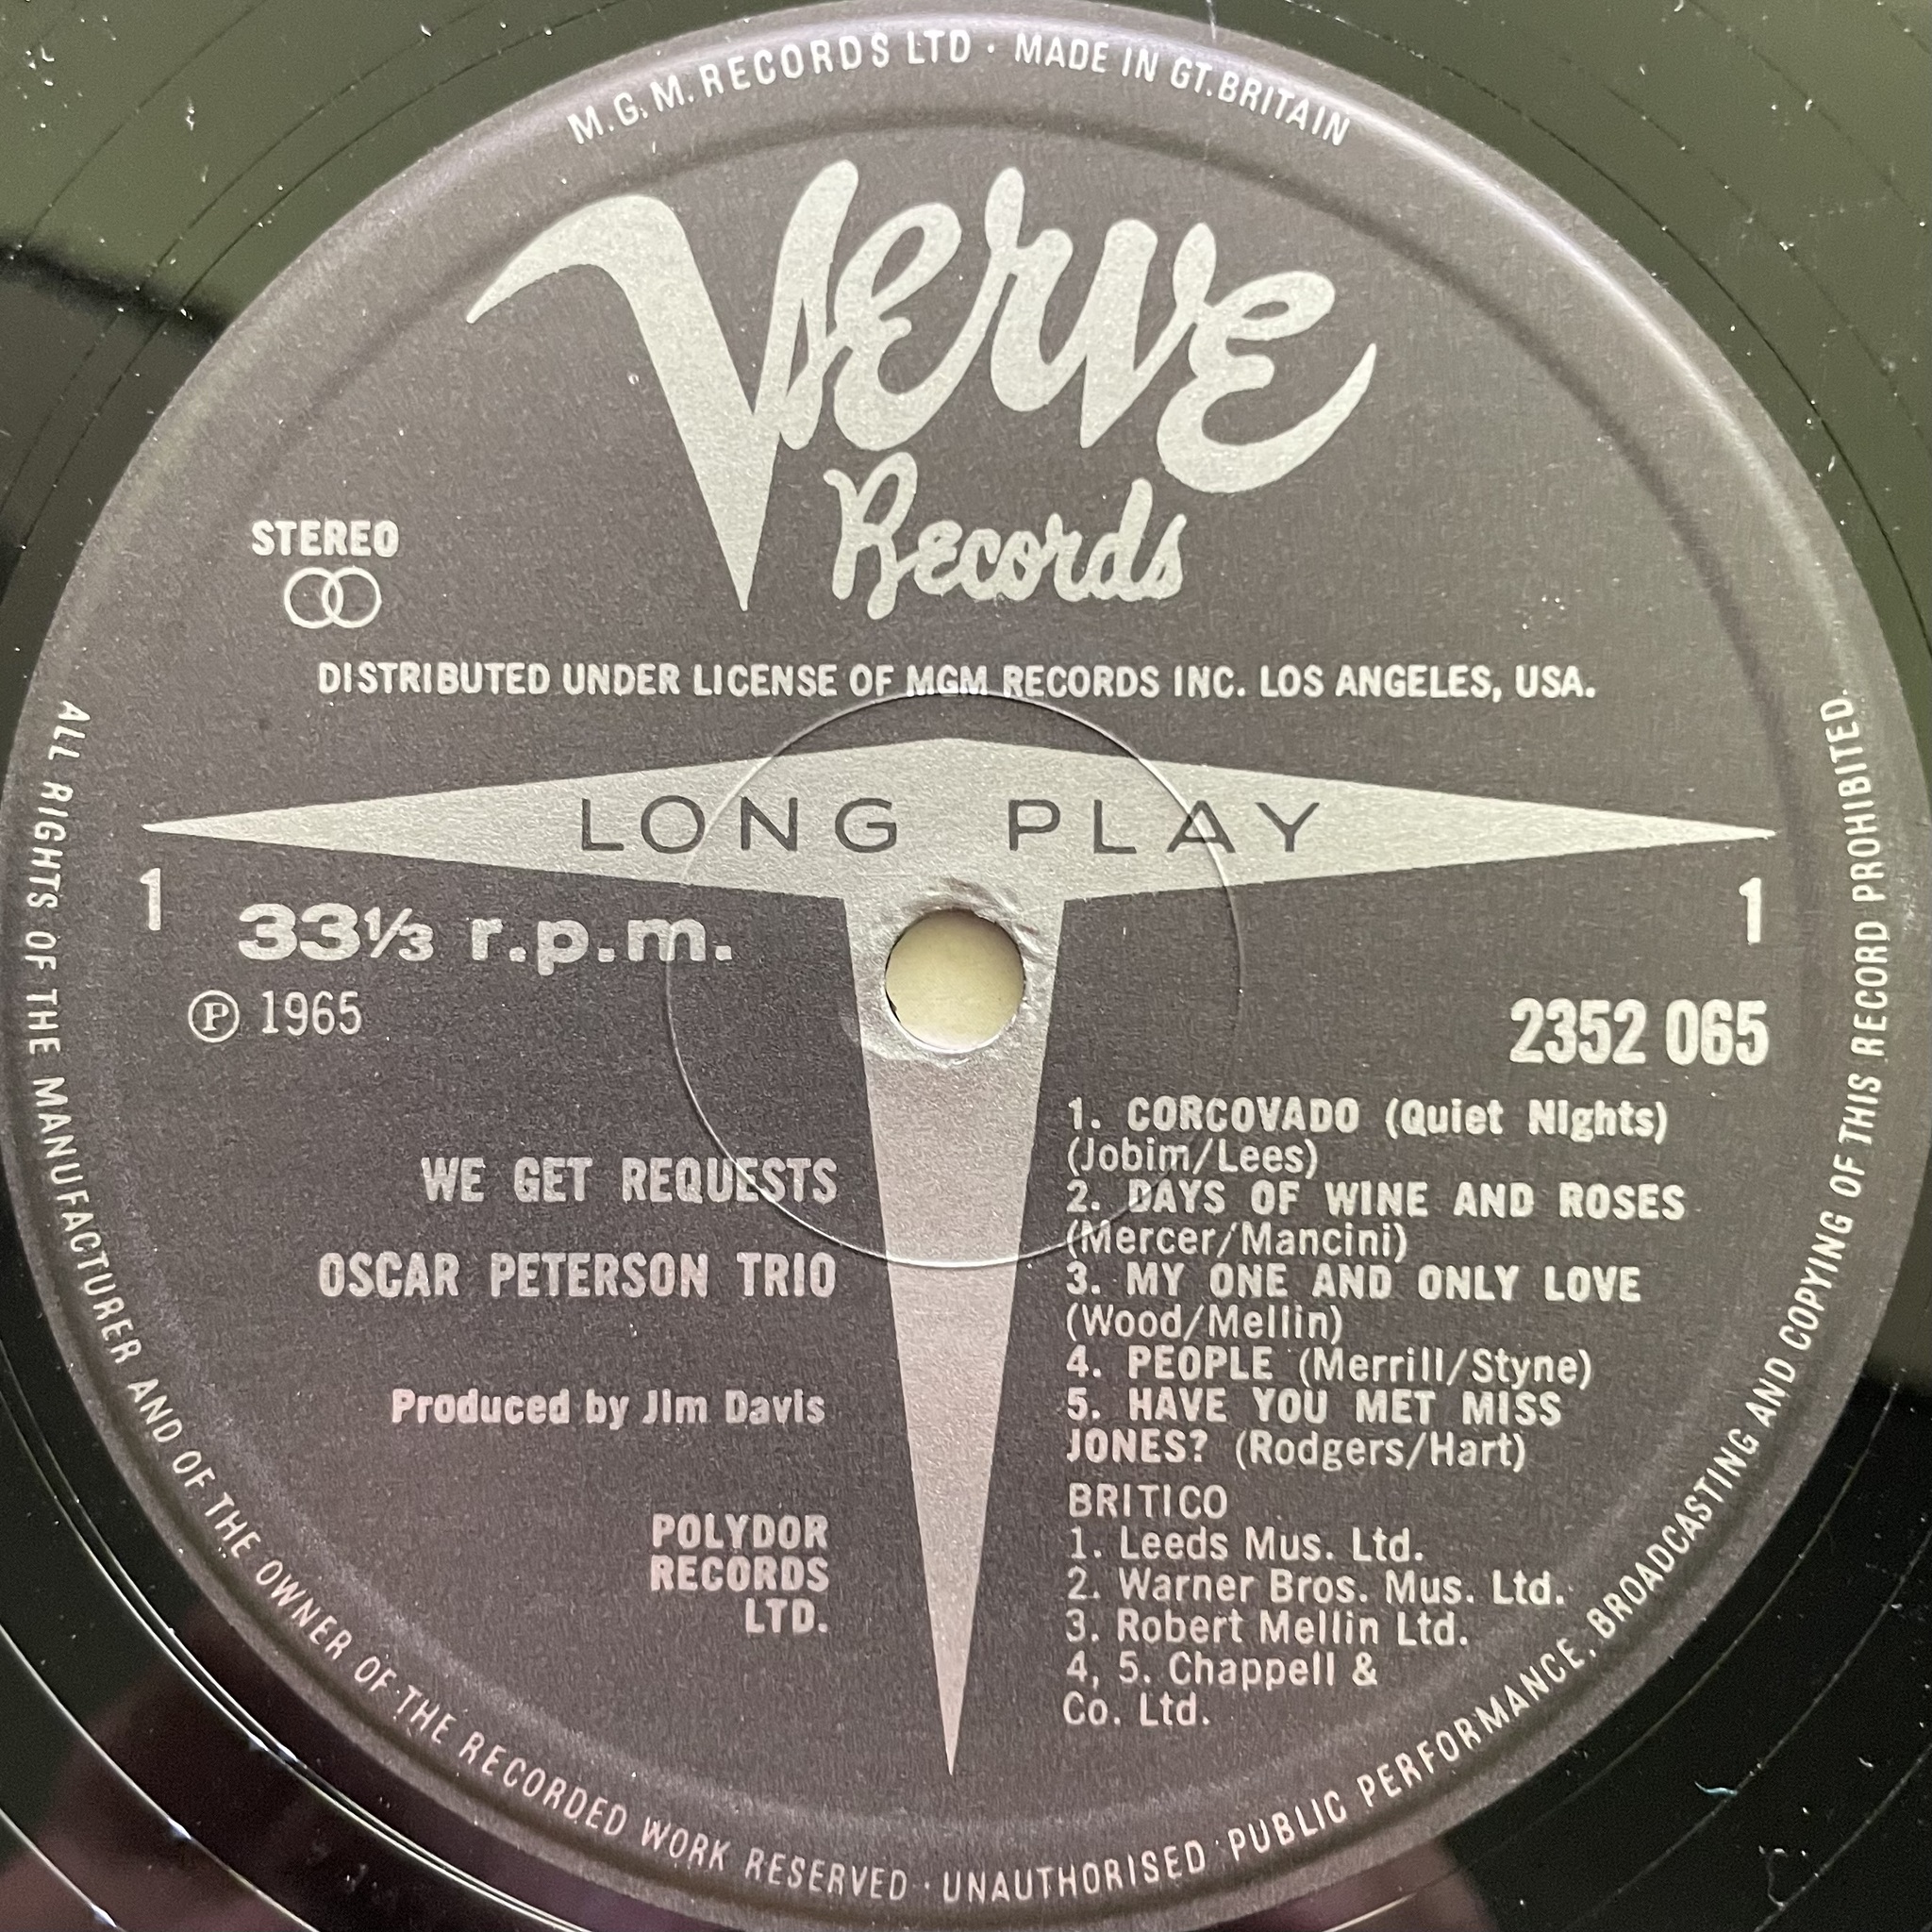 M.G.M. RECORDS LTD · MADE IN GT.BRITAIN
Verve
Records
STEREO
DISTRIBUTED UNDER LICENSE OF MGM RECORDS INC. LOS ANGELES, USA.
LONG PLAY
1
33⅓ r.p.m.
℗ 1965
1
2352 065
WE GET REQUESTS
OSCAR PETERSON TRIO
Produced by Jim Davis
POLYDOR
RECORDS
LTD.
1. CORCOVADO (Quiet Nights)
(Jobim/Lees)
2. DAYS OF WINE AND ROSES
(Mercer/Mancini)
3. MY ONE AND ONLY LOVE
(Wood/Mellin)
4. PEOPLE (Merrill/Styne)
5. HAVE YOU MET MISS
JONES? (Rodgers/Hart)
BRITICO
1. Leeds Mus. Ltd.
2. Warner Bros. Mus. Ltd.
3. Robert Mellin Ltd.
4, 5. Chappell &
Co. Ltd.
ALL RIGHTS OF THE MANUFACTURER AND OF THE OWNER OF THE RECORDED WORK RESERVED · UNAUTHORISED PUBLIC PERFORMANCE, BROADCASTING AND COPYING OF THIS RECORD PROHIBITED.